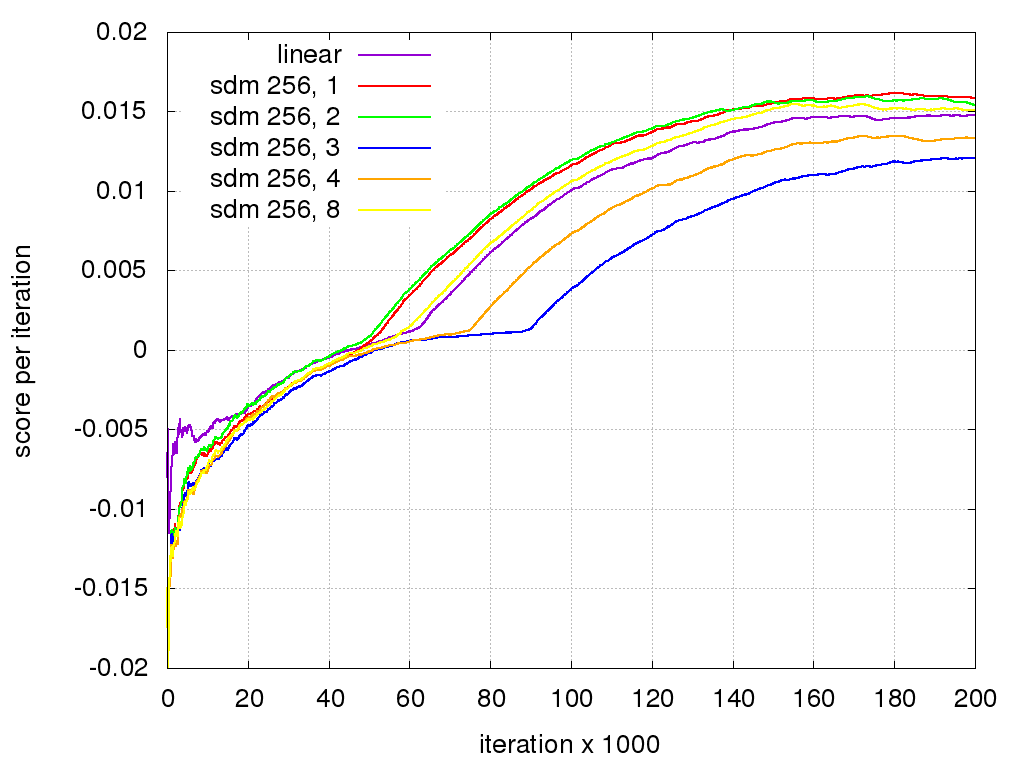 0.02
0.015
0.01
0.005
0
-0.005
-0.01
-0.015
-0.02
score per iteration
linear
sdm 256, 1
sdm 256, 2
sdm 256, 3
sdm 256, 4
sdm 256, 8
0 20 40 60 80 100 120 140 160 180 200
iteration x 1000